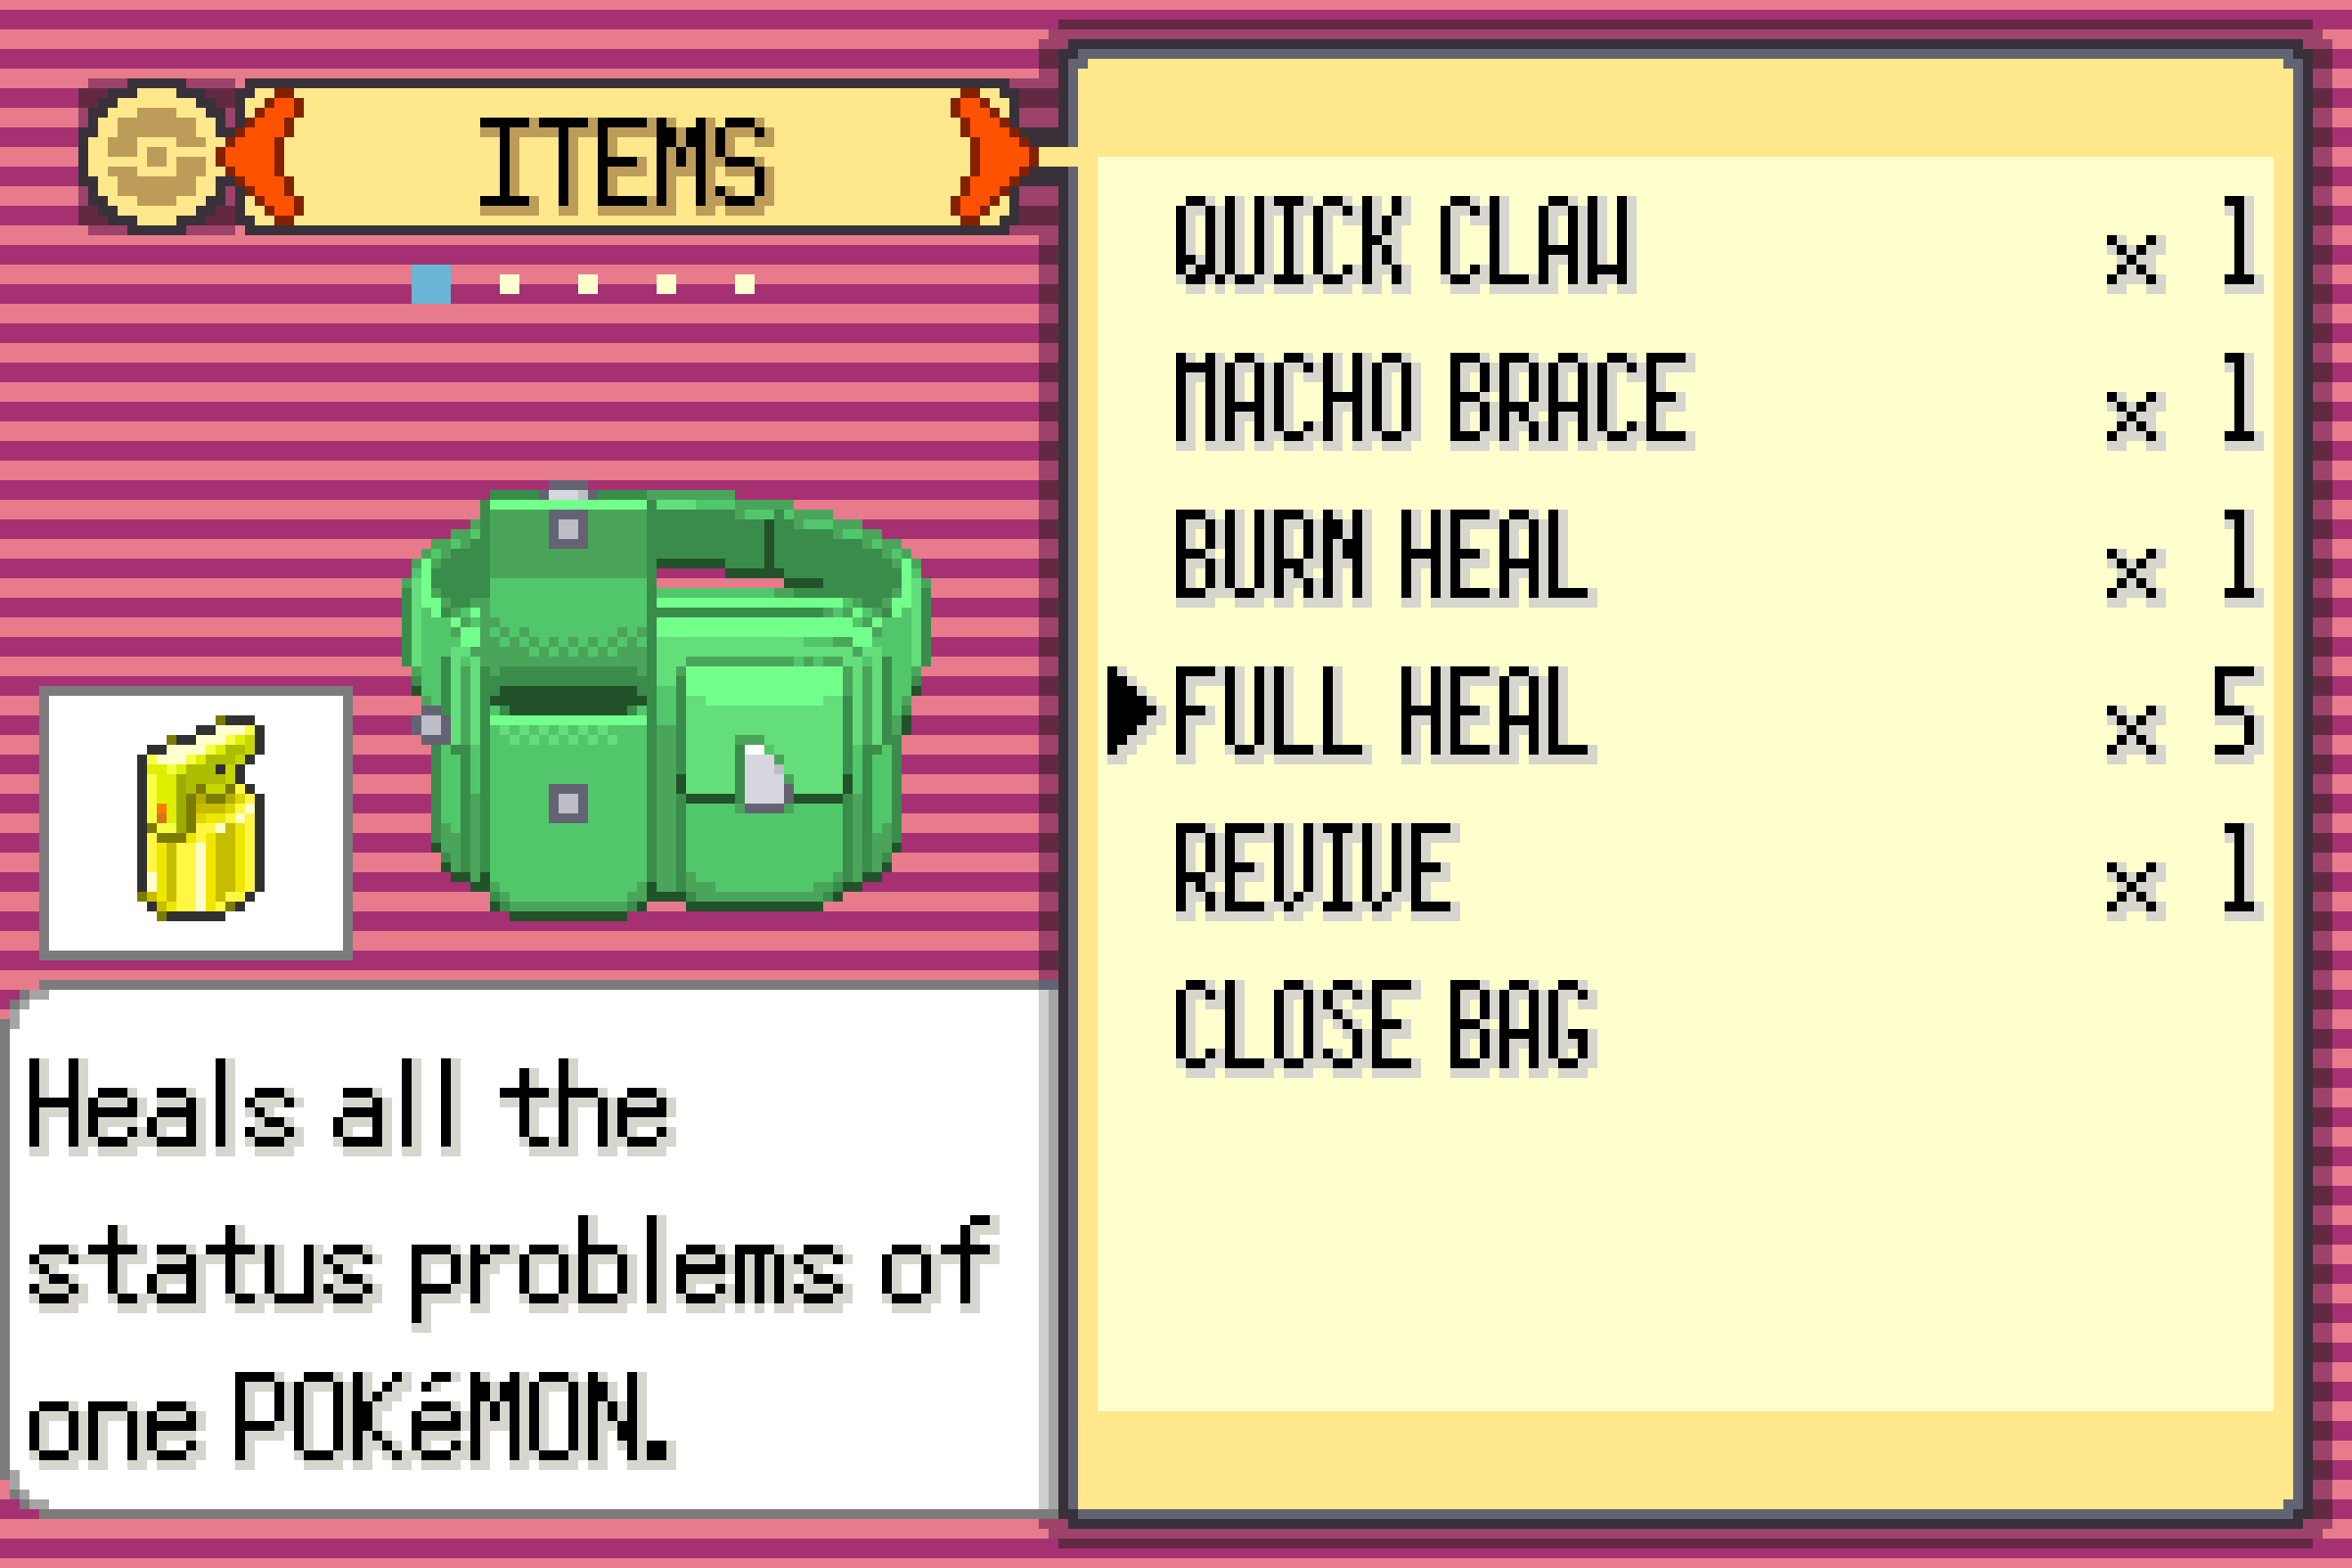 ITEMS
QUICK CLAW × 1
MACHO BRACE × 1
BURN HEAL × 1
FULL HEAL × 5
REVIVE × 1
CLOSE BAG
Heals all the
status problems of
one POKéMON.